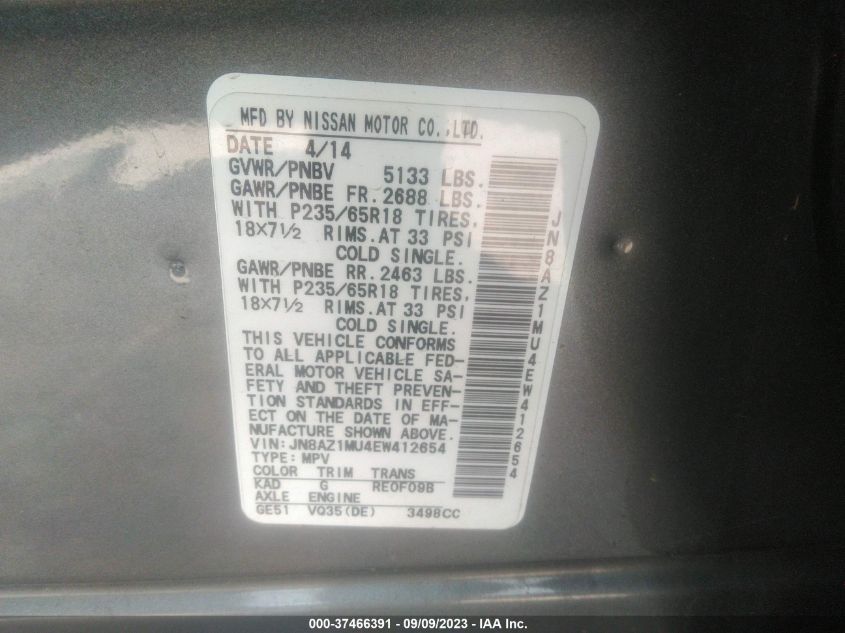 MFD BY NISSAN MOTOR CO.,LTD.
DATE 4/14
GVWR/PNBV 5133 LBS.
GAWR/PNBE FR.2688 LBS.
WITH P235/65R18 TIRES,
18×7½ RIMS.AT 33 PSI
COLD SINGLE.
GAWR/PNBE RR.2463 LBS.
WITH P235/65R18 TIRES,
18×7½ RIMS.AT 33 PSI
COLD SINGLE.
THIS VEHICLE CONFORMS
TO ALL APPLICABLE FED-
ERAL MOTOR VEHICLE SA-
FETY AND THEFT PREVEN-
TION STANDARDS IN EFF-
ECT ON THE DATE OF MA-
NUFACTURE SHOWN ABOVE.
VIN:JN8AZ1MU4EW412654
TYPE:MPV
COLOR TRIM TRANS
KAD G RE0F09B
AXLE ENGINE
GE51 VQ35(DE) 3498CC
JN8AZ1MU4EW412654
000-37466391 - 09/09/2023 - IAA Inc.